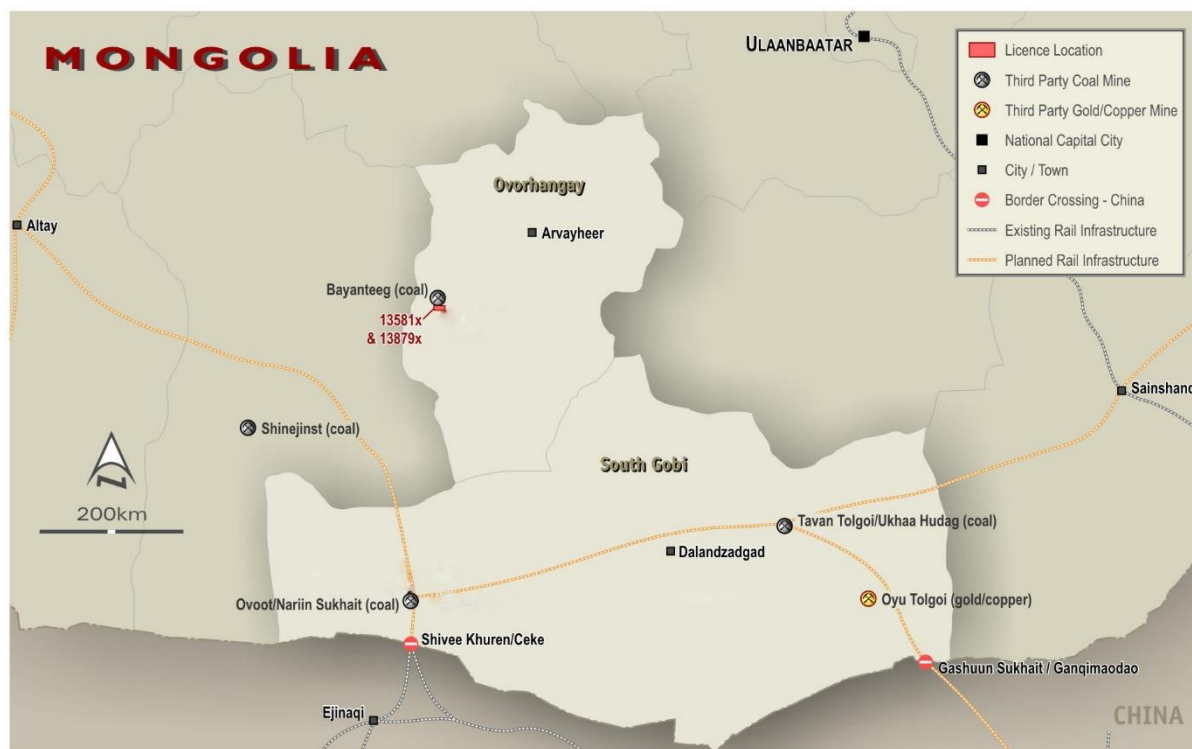 MONGOLIA
ULAANBAATAR
Licence Location
Third Party Coal Mine
Third Party Gold/Copper Mine
National Capital City
City / Town
Border Crossing - China
Existing Rail Infrastructure
Planned Rail Infrastructure
Ovorhangay
Altay
Arvayheer
Bayanteeg (coal)
13581x
& 13879x
Sainshand
Shinejinst (coal)
South Gobi
N
200km
Tavan Tolgoi/Ukhaa Hudag (coal)
Dalandzadgad
Ovoot/Nariin Sukhait (coal)
Oyu Tolgoi (gold/copper)
Shivee Khuren/Ceke
Gashuun Sukhait / Ganqimaodao
Ejinaqi
CHINA